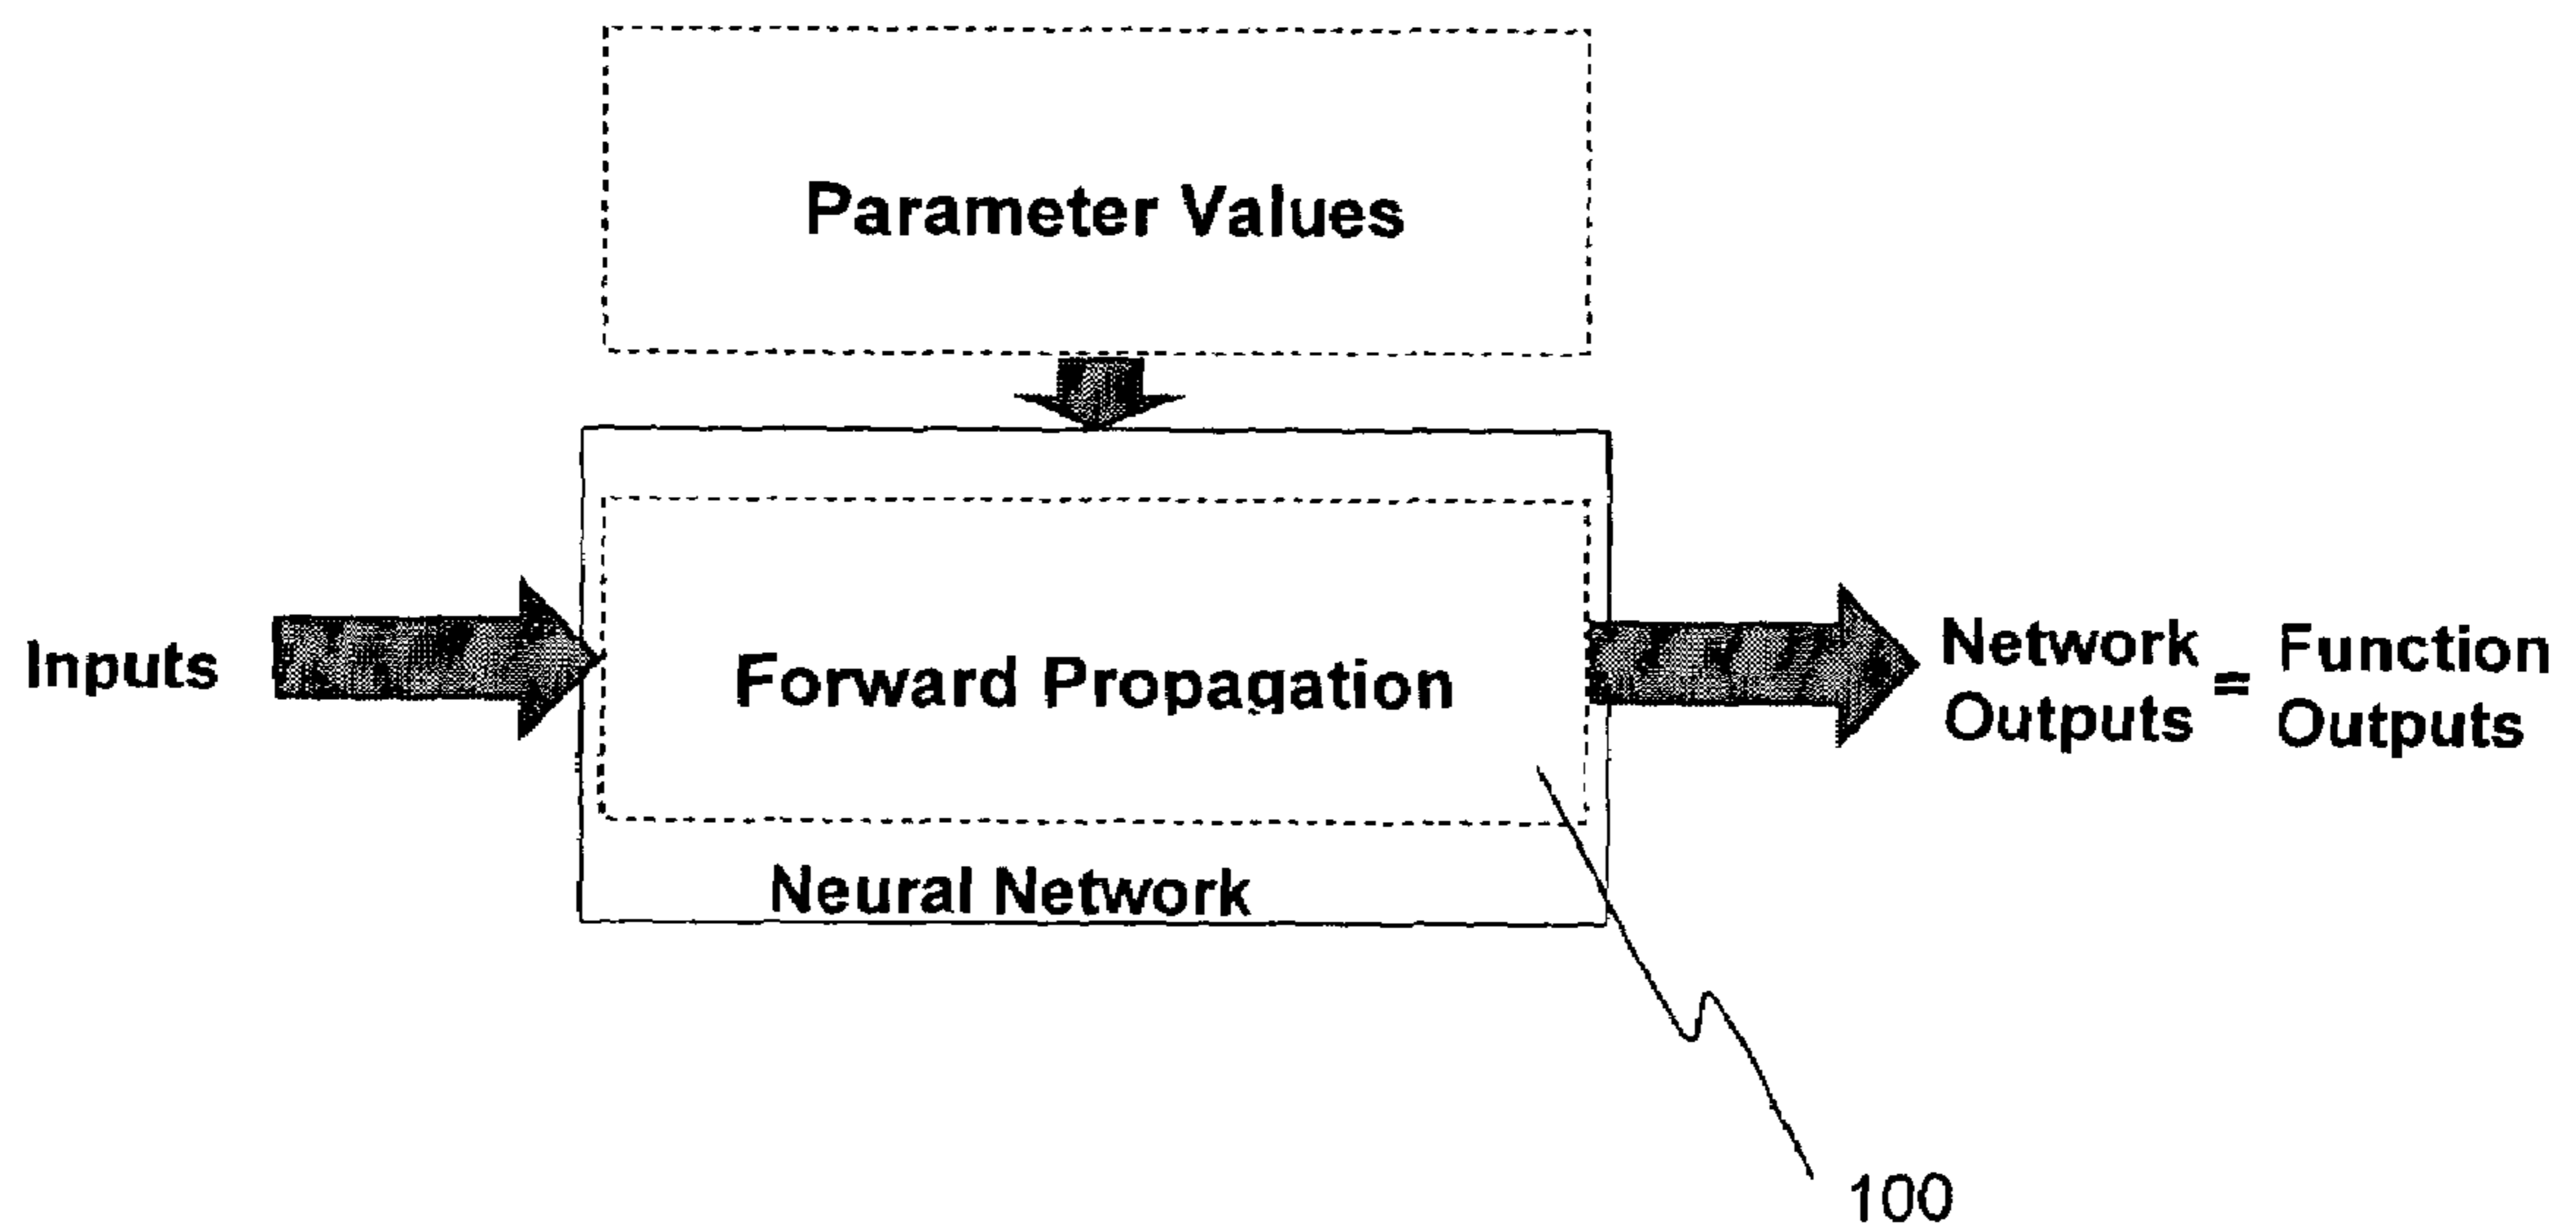 Parameter Values
Inputs
Forward Propagation
Network
Outputs
=
Function
Outputs
Neural Network
100